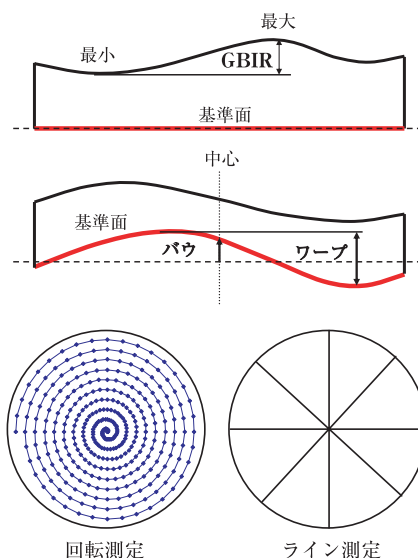 最大
最小
GBIR
基準面
中心
基準面
バウ
ワープ
回転測定
ライン測定